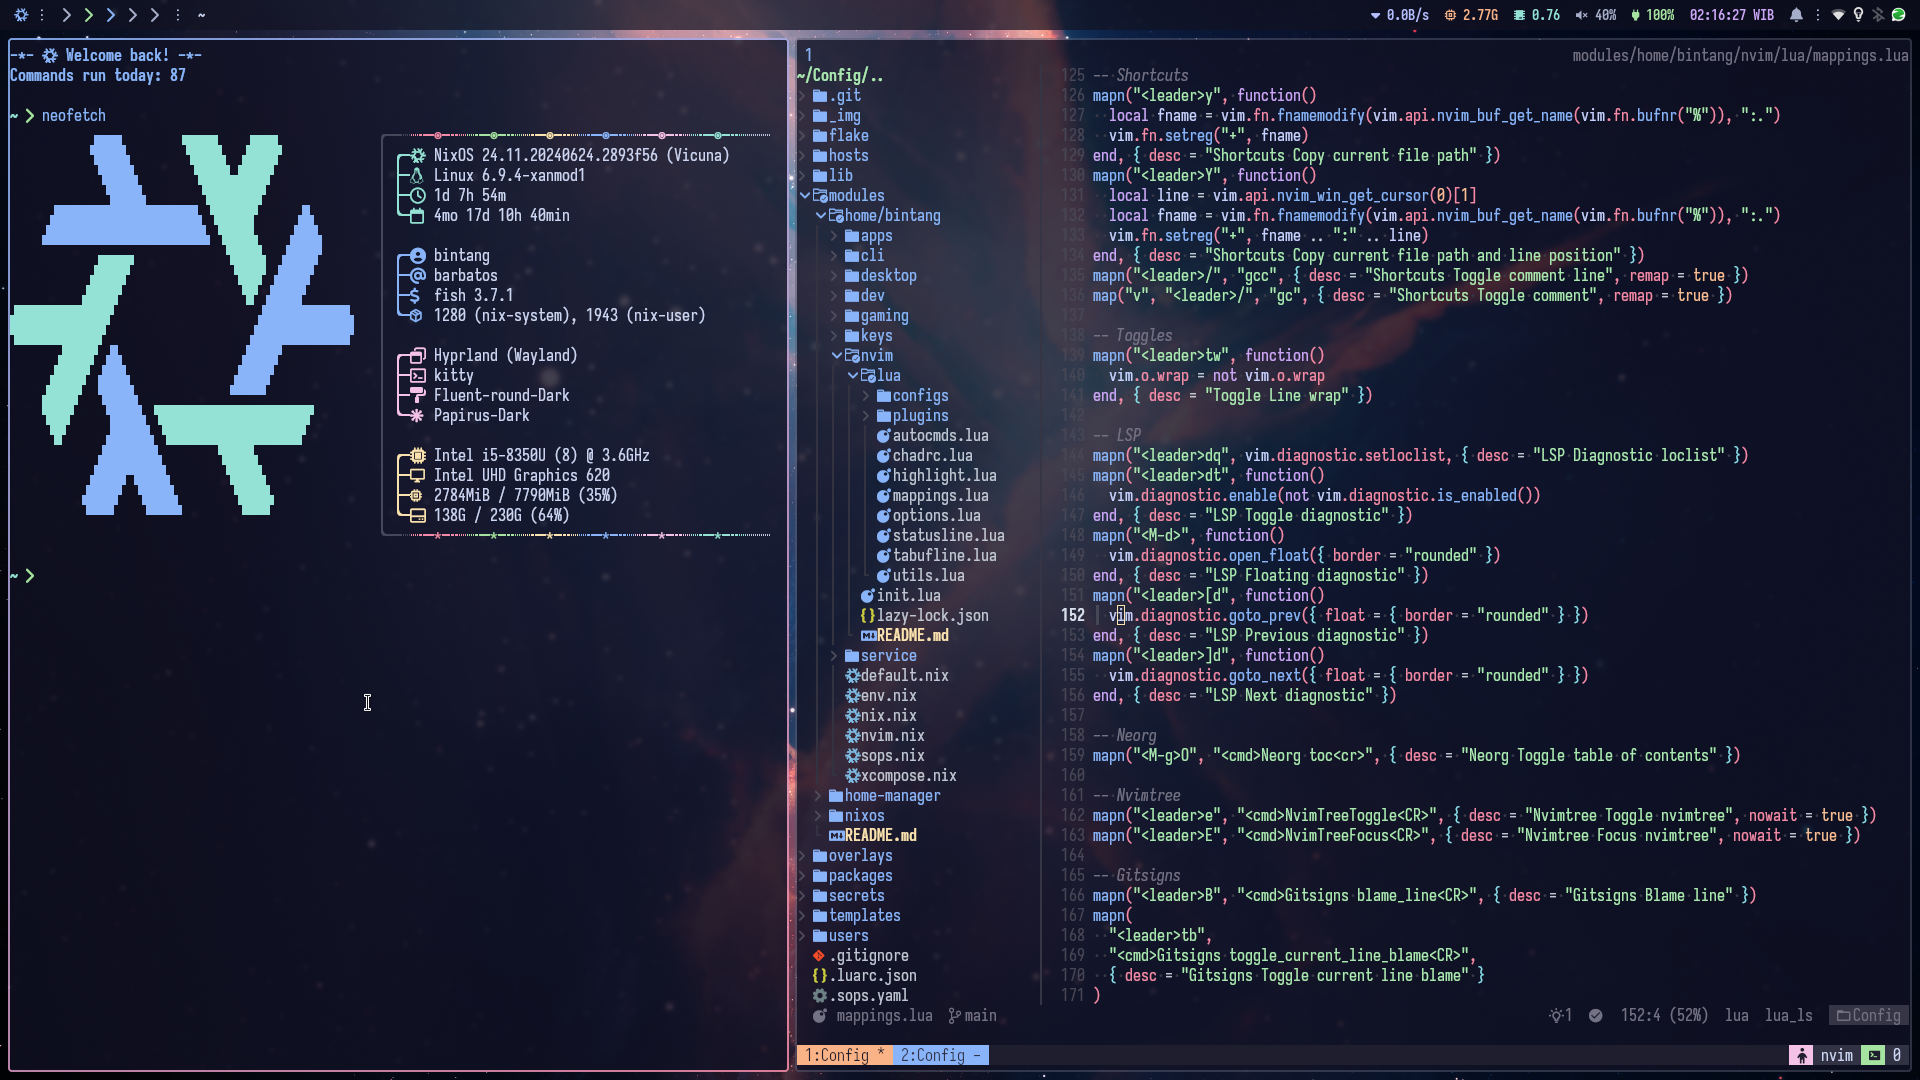 ~ 0.0B/s 2.77G 0.76 40% 100% 02:16:27 WIB
-*- Welcome back! -*-
Commands run today: 87
~ ❯ neofetch
NixOS 24.11.20240624.2893f56 (Vicuna)
Linux 6.9.4-xanmod1
1d 7h 54m
4mo 17d 10h 40min
bintang
barbatos
fish 3.7.1
1280 (nix-system), 1943 (nix-user)
Hyprland (Wayland)
kitty
Fluent-round-Dark
Papirus-Dark
Intel i5-8350U (8) @ 3.6GHz
Intel UHD Graphics 620
2784MiB / 7790MiB (35%)
138G / 230G (64%)
~ ❯
1 modules/home/bintang/nvim/lua/mappings.lua
~/Config/..
.git
_img
flake
hosts
lib
modules
home/bintang
apps
cli
desktop
dev
gaming
keys
nvim
lua
configs
plugins
autocmds.lua
chadrc.lua
highlight.lua
mappings.lua
options.lua
statusline.lua
tabufline.lua
utils.lua
init.lua
{}lazy-lock.json
README.md
service
default.nix
env.nix
nix.nix
nvim.nix
sops.nix
xcompose.nix
home-manager
nixos
README.md
overlays
packages
secrets
templates
users
.gitignore
{}.luarc.json
.sops.yaml
125 -- Shortcuts
126 mapn("<leader>y", function()
127 local fname = vim.fn.fnamemodify(vim.api.nvim_buf_get_name(vim.fn.bufnr("%")), ":.")
128 vim.fn.setreg("+", fname)
129 end, { desc = "Shortcuts Copy current file path" })
130 mapn("<leader>Y", function()
131 local line = vim.api.nvim_win_get_cursor(0)[1]
132 local fname = vim.fn.fnamemodify(vim.api.nvim_buf_get_name(vim.fn.bufnr("%")), ":.")
133 vim.fn.setreg("+", fname .. ":" .. line)
134 end, { desc = "Shortcuts Copy current file path and line position" })
135 mapn("<leader>/", "gcc", { desc = "Shortcuts Toggle comment line", remap = true })
136 map("v", "<leader>/", "gc", { desc = "Shortcuts Toggle comment", remap = true })
137
138 -- Toggles
139 mapn("<leader>tw", function()
140 vim.o.wrap = not vim.o.wrap
141 end, { desc = "Toggle Line wrap" })
142
143 -- LSP
144 mapn("<leader>dq", vim.diagnostic.setloclist, { desc = "LSP Diagnostic loclist" })
145 mapn("<leader>dt", function()
146 vim.diagnostic.enable(not vim.diagnostic.is_enabled())
147 end, { desc = "LSP Toggle diagnostic" })
148 mapn("<M-d>", function()
149 vim.diagnostic.open_float({ border = "rounded" })
150 end, { desc = "LSP Floating diagnostic" })
151 mapn("<leader>[d", function()
152 vim.diagnostic.goto_prev({ float = { border = "rounded" } })
153 end, { desc = "LSP Previous diagnostic" })
154 mapn("<leader>]d", function()
155 vim.diagnostic.goto_next({ float = { border = "rounded" } })
156 end, { desc = "LSP Next diagnostic" })
157
158 -- Neorg
159 mapn("<M-g>O", "<cmd>Neorg toc<cr>", { desc = "Neorg Toggle table of contents" })
160
161 -- Nvimtree
162 mapn("<leader>e", "<cmd>NvimTreeToggle<CR>", { desc = "Nvimtree Toggle nvimtree", nowait = true })
163 mapn("<leader>E", "<cmd>NvimTreeFocus<CR>", { desc = "Nvimtree Focus nvimtree", nowait = true })
164
165 -- Gitsigns
166 mapn("<leader>B", "<cmd>Gitsigns blame_line<CR>", { desc = "Gitsigns Blame line" })
167 mapn(
168 "<leader>tb",
169 "<cmd>Gitsigns toggle_current_line_blame<CR>",
170 { desc = "Gitsigns Toggle current line blame" }
171 )
mappings.lua main 1 152:4 (52%) lua lua_ls Config
1:Config * 2:Config - nvim 0